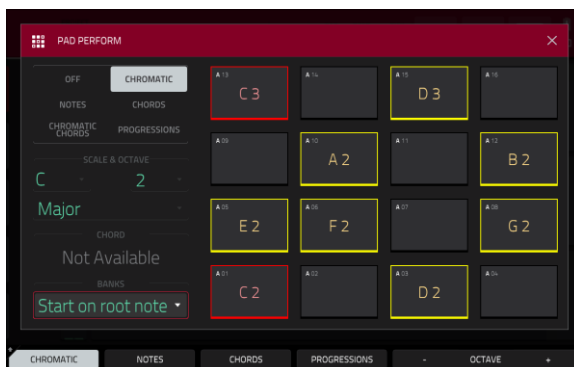 PAD PERFORM
OFF CHROMATIC
NOTES CHORDS
CHROMATIC CHORDS PROGRESSIONS
SCALE & OCTAVE
C 2
Major
CHORD
Not Available
BANKS
Start on root note
A 13 A 14 A 15 A 16
C 3 D 3
A 09 A 10 A 11 A 12
A 2 B 2
A 05 A 06 A 07 A 08
E 2 F 2 G 2
A 01 A 02 A 03 A 04
C 2 D 2
CHROMATIC NOTES CHORDS PROGRESSIONS - OCTAVE +